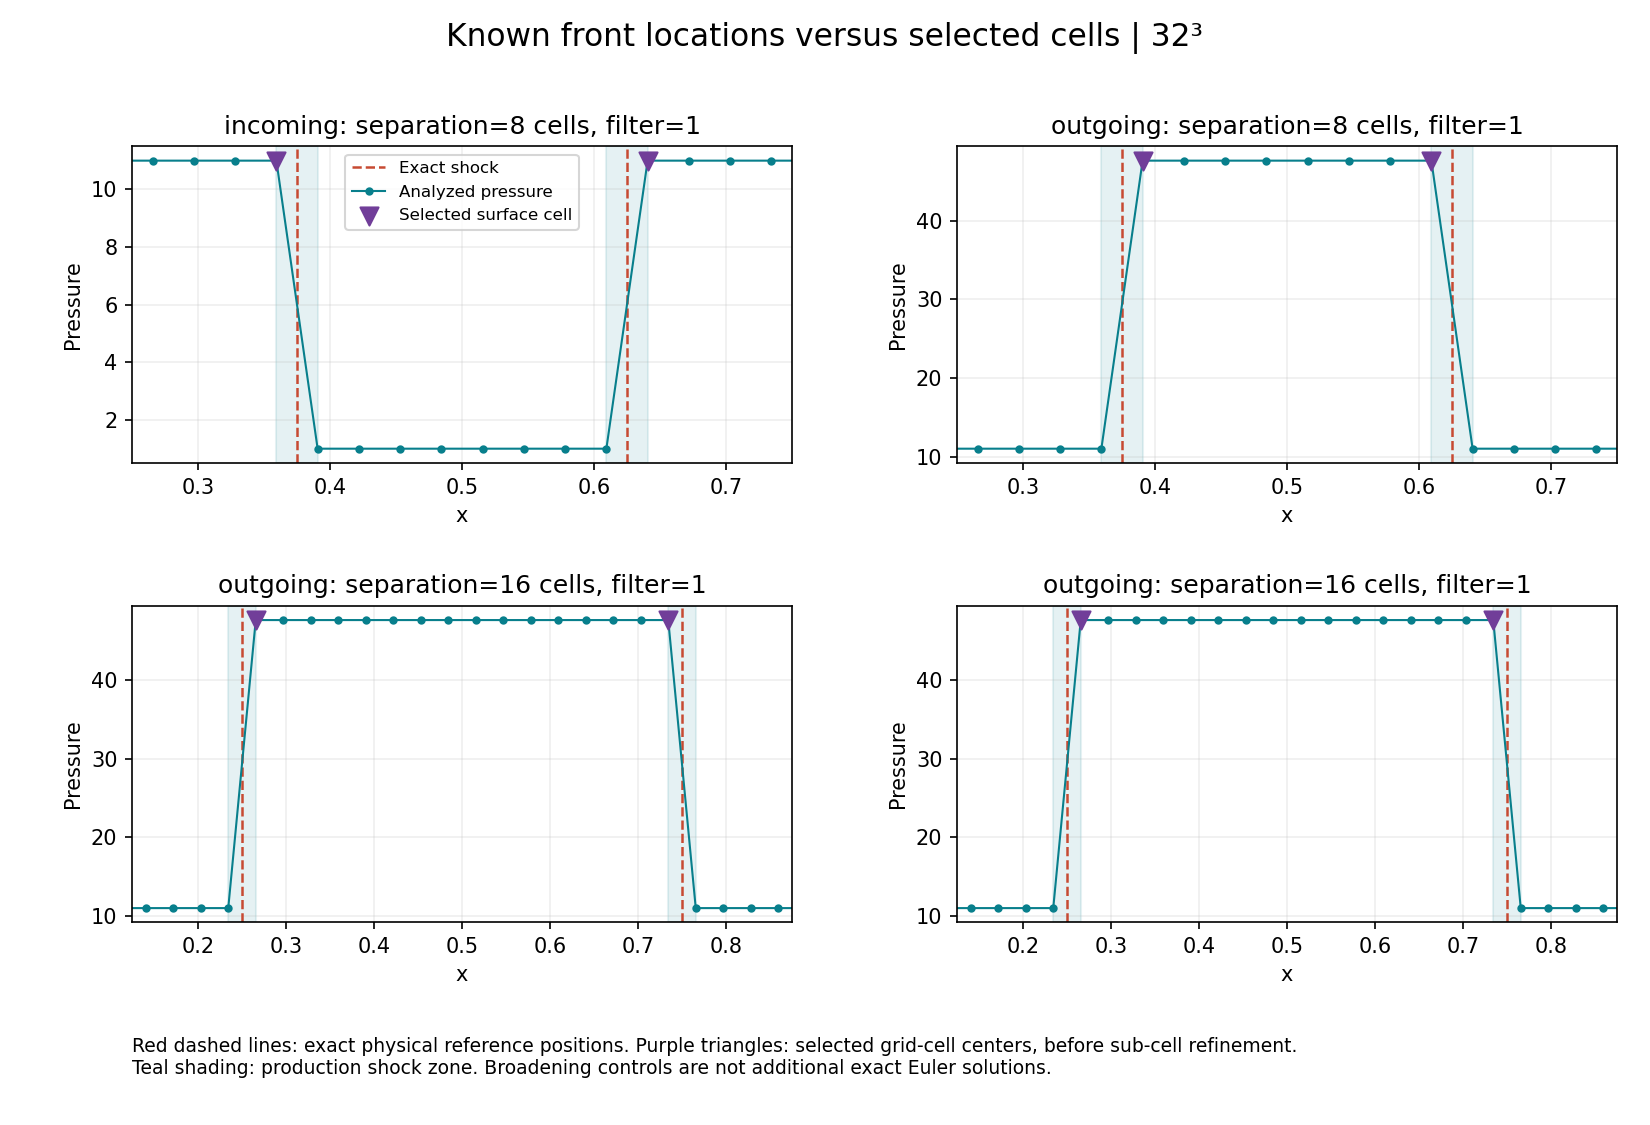 Known front locations versus selected cells | 32³
incoming: separation=8 cells, filter=1
Exact shock
Analyzed pressure
Selected surface cell
Pressure
10
8
6
4
2
0.3 0.4 0.5 0.6 0.7
x
outgoing: separation=8 cells, filter=1
Pressure
40
30
20
10
0.3 0.4 0.5 0.6 0.7
x
outgoing: separation=16 cells, filter=1
Pressure
40
30
20
10
0.2 0.3 0.4 0.5 0.6 0.7 0.8
x
outgoing: separation=16 cells, filter=1
Pressure
40
30
20
10
0.2 0.3 0.4 0.5 0.6 0.7 0.8
x
Red dashed lines: exact physical reference positions. Purple triangles: selected grid-cell centers, before sub-cell refinement.
Teal shading: production shock zone. Broadening controls are not additional exact Euler solutions.